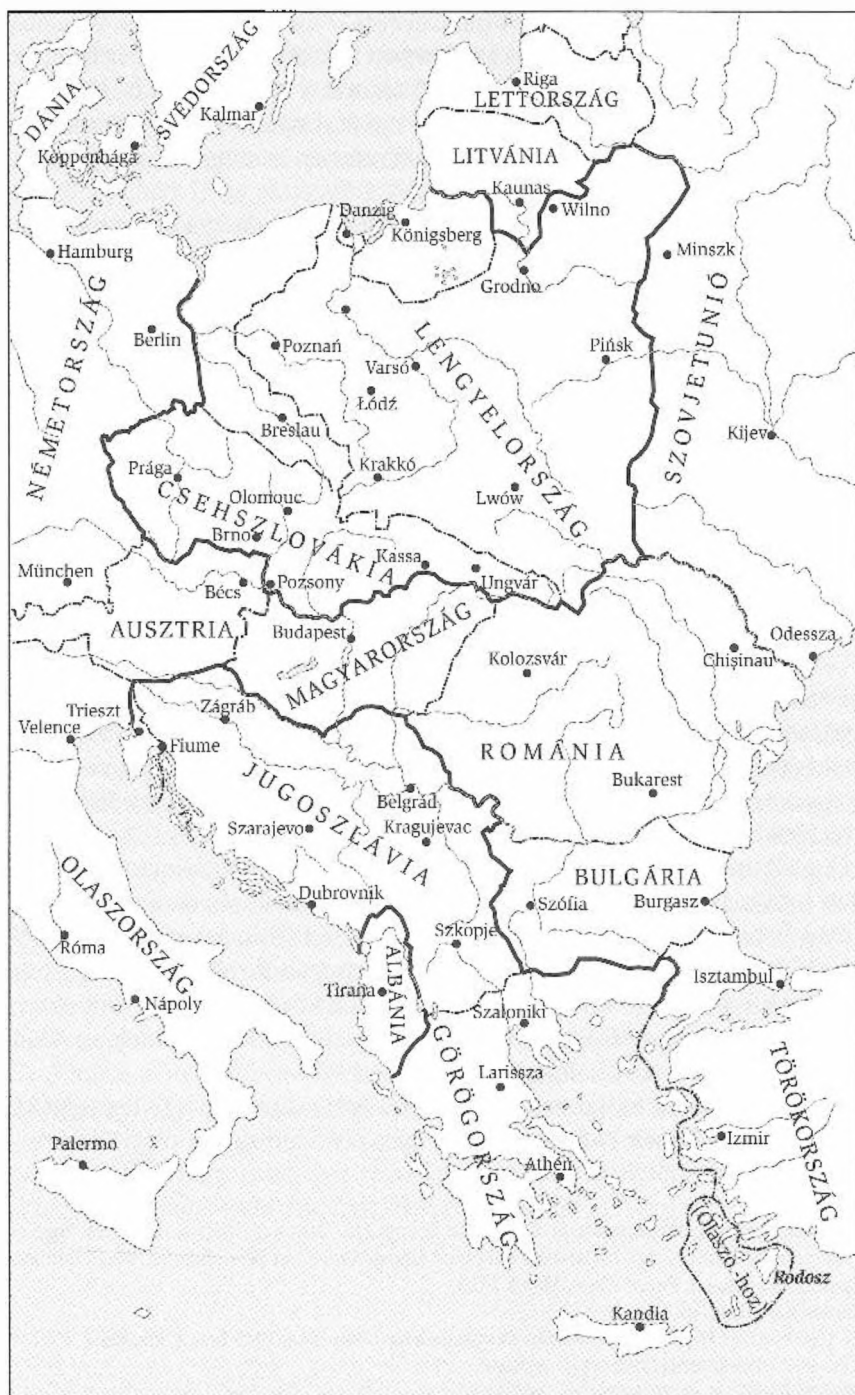 DÁNIA
SVÉDORSZÁG
Kalmar
Koppenhága
Riga
LETTORSZÁG
LITVÁNIA
Kaunas
Wilno
Danzig
Königsberg
Hamburg
Minszk
Grodno
NÉMETORSZÁG
Berlin
Poznań
LENGYELORSZÁG
Varsó
Pińsk
SZOVJETUNIÓ
Łódź
Breslau
Kijev
Prága
Krakkó
Lwów
CSEHSZLOVÁKIA
Olomouc
Brno
Kassa
Ungvár
München
Bécs
Pozsony
AUSZTRIA
Budapest
MAGYARORSZÁG
Odessza
Chișinau
Kolozsvár
Zágráb
Trieszt
Velence
Fiume
ROMÁNIA
JUGOSZLÁVIA
Bukarest
Belgrád
Szarajevo
Kragujevac
OLASZORSZÁG
BULGÁRIA
Dubrovnik
Szófia
Burgasz
Róma
Szkopje
Isztambul
Tirana
ALBÁNIA
Nápoly
Szaloniki
GÖRÖGORSZÁG
Larissza
TÖRÖKORSZÁG
Izmir
Palermo
Athén
(Olaszo.-hoz)
Rodosz
Kandia